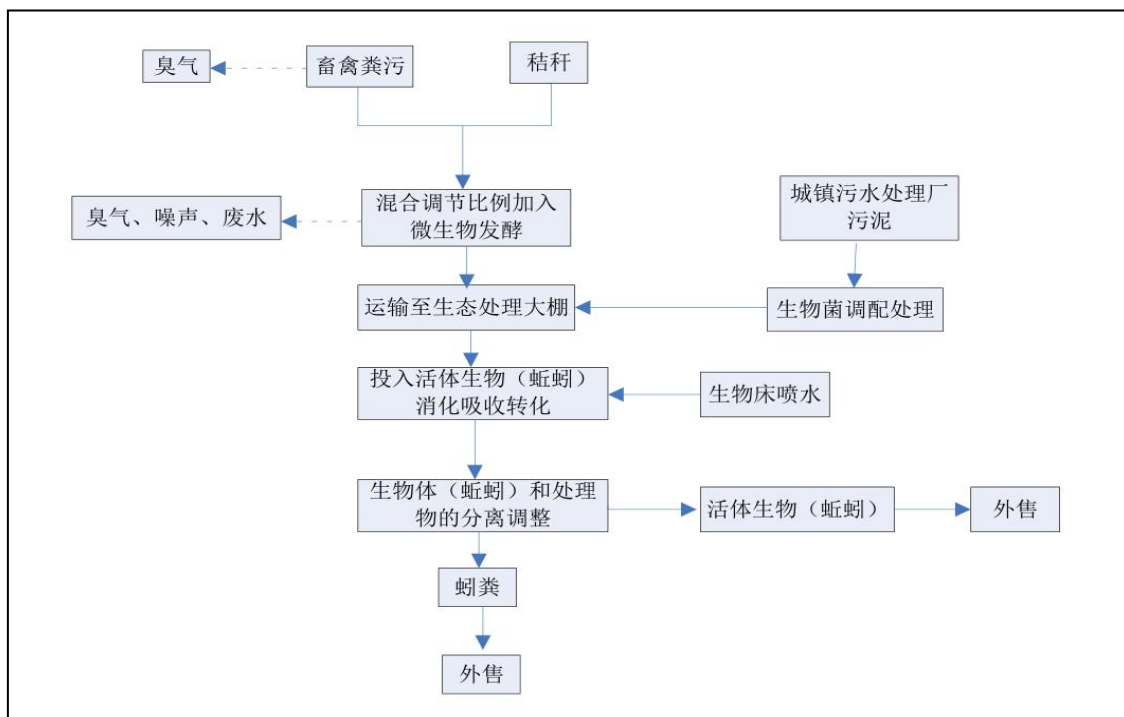 臭气
畜禽粪污
秸秆
臭气、噪声、废水
混合调节比例加入
微生物发酵
城镇污水处理厂
污泥
运输至生态处理大棚
生物菌调配处理
投入活体生物（蚯蚓）
消化吸收转化
生物床喷水
生物体（蚯蚓）和处理
物的分离调整
活体生物（蚯蚓）
外售
蚓粪
外售